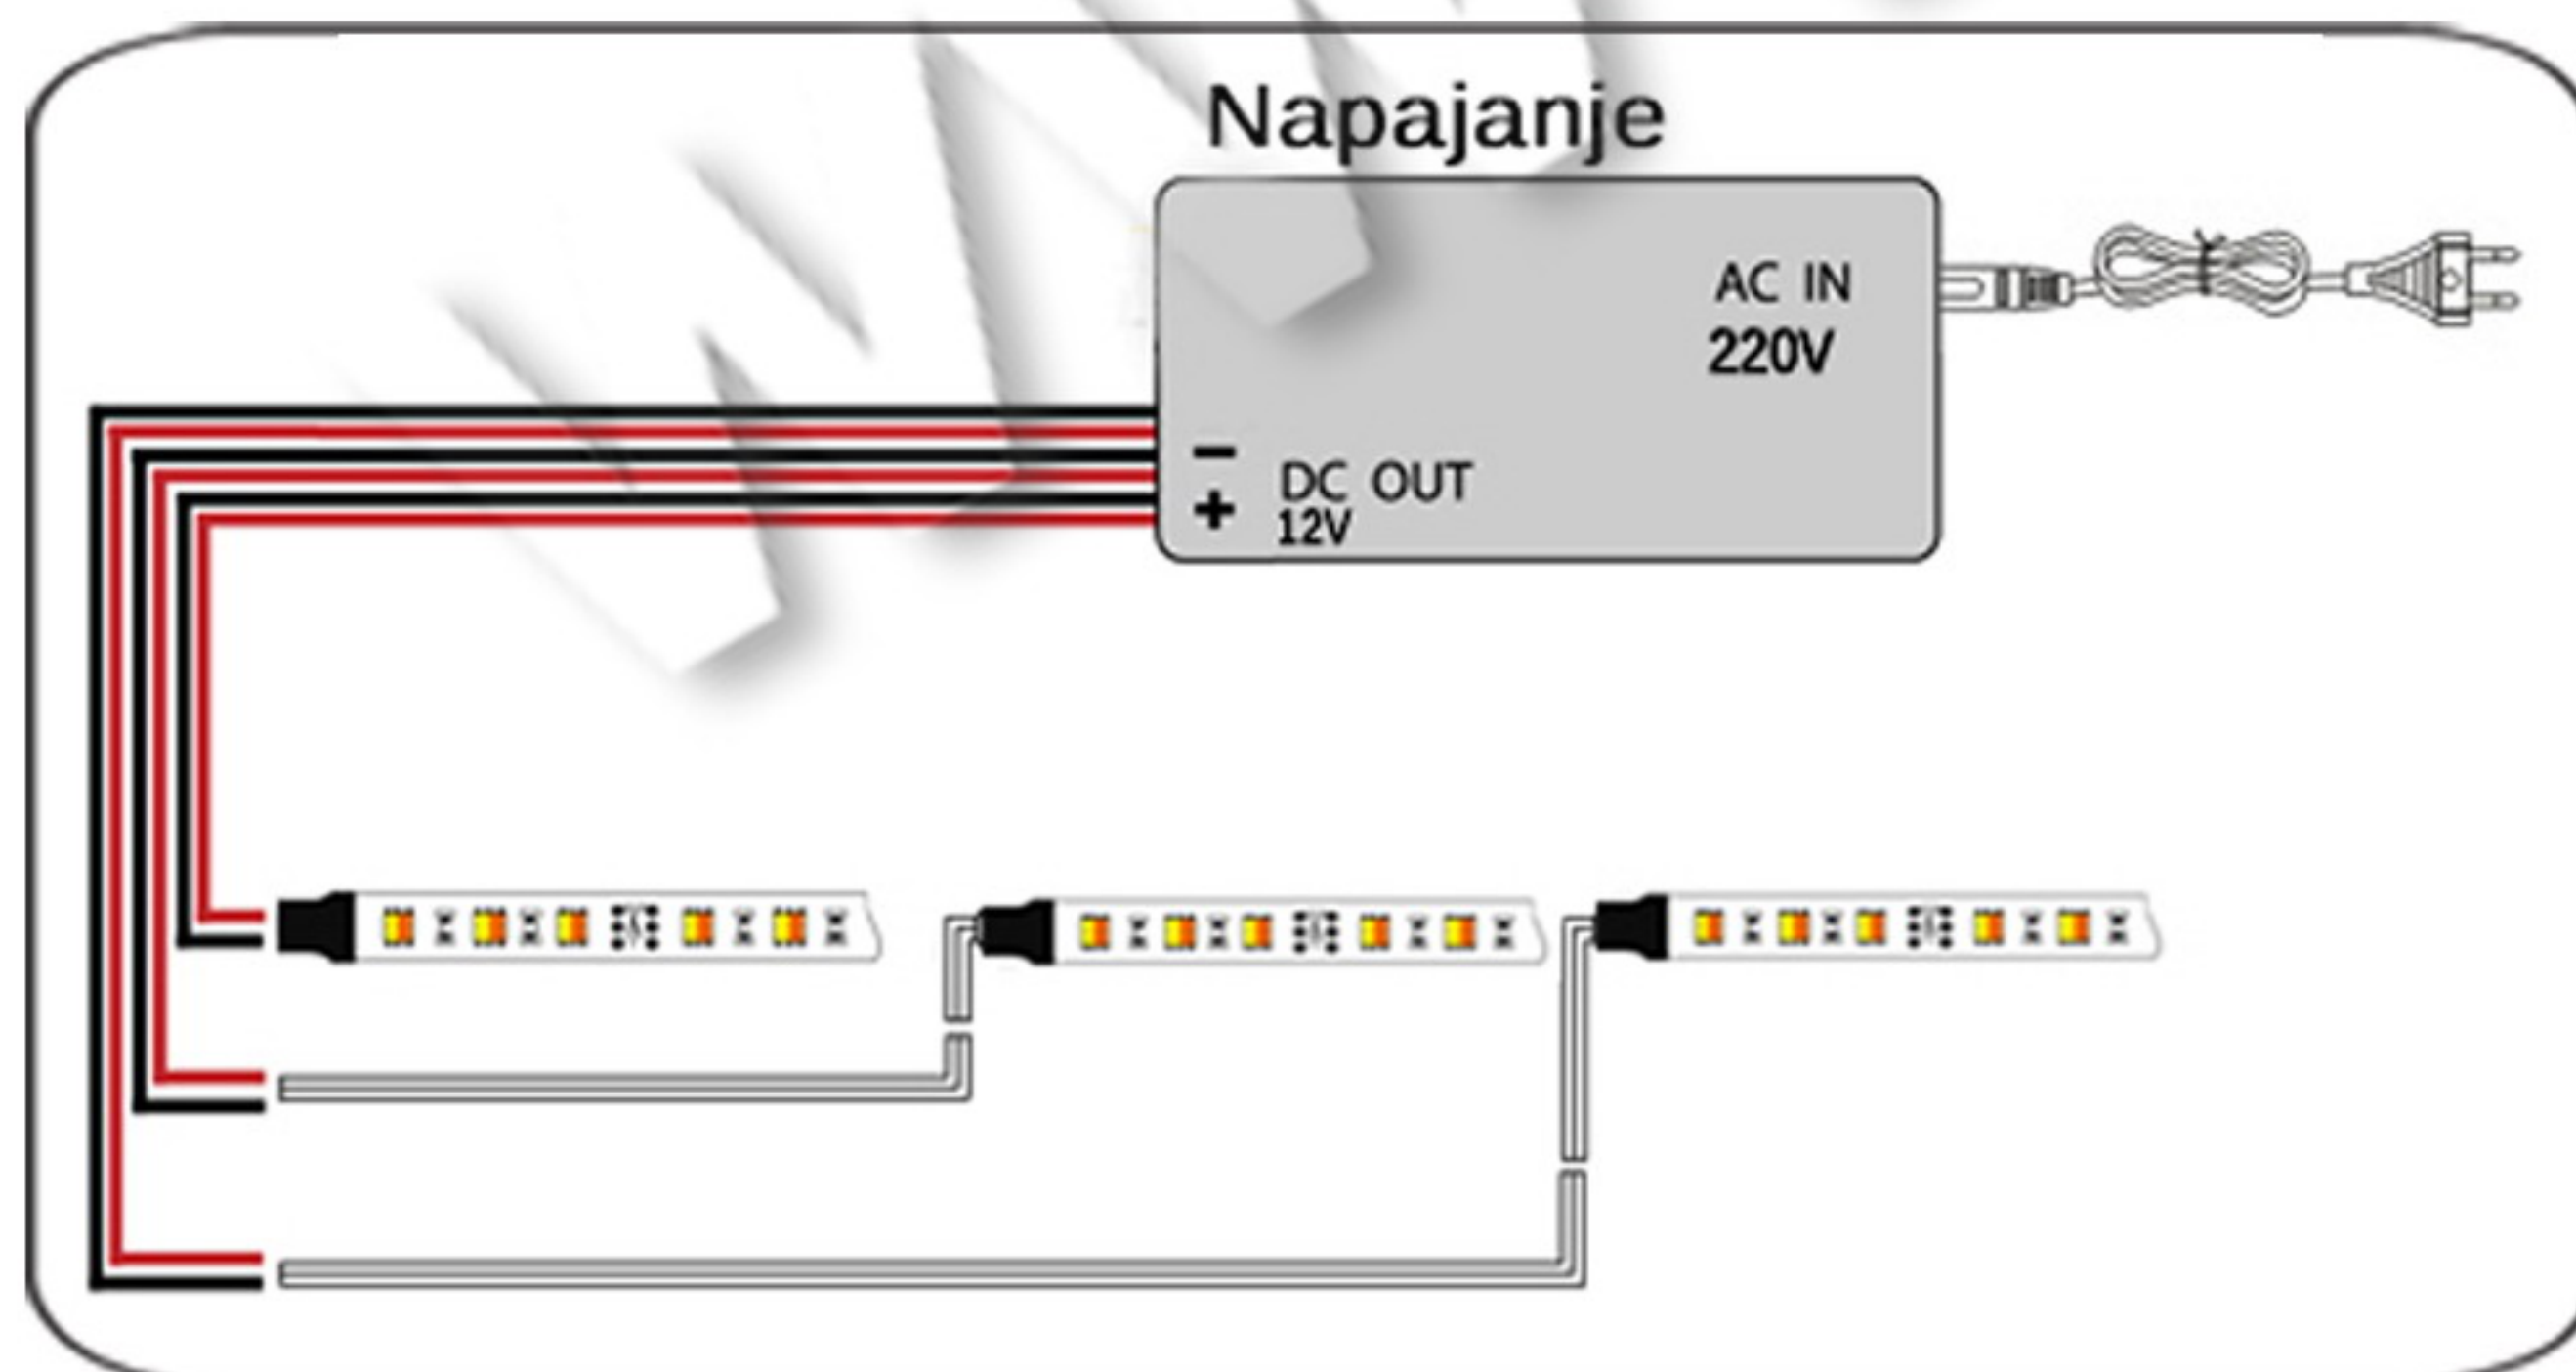 Napajanje
AC IN
220V
−
DC OUT
+
12V